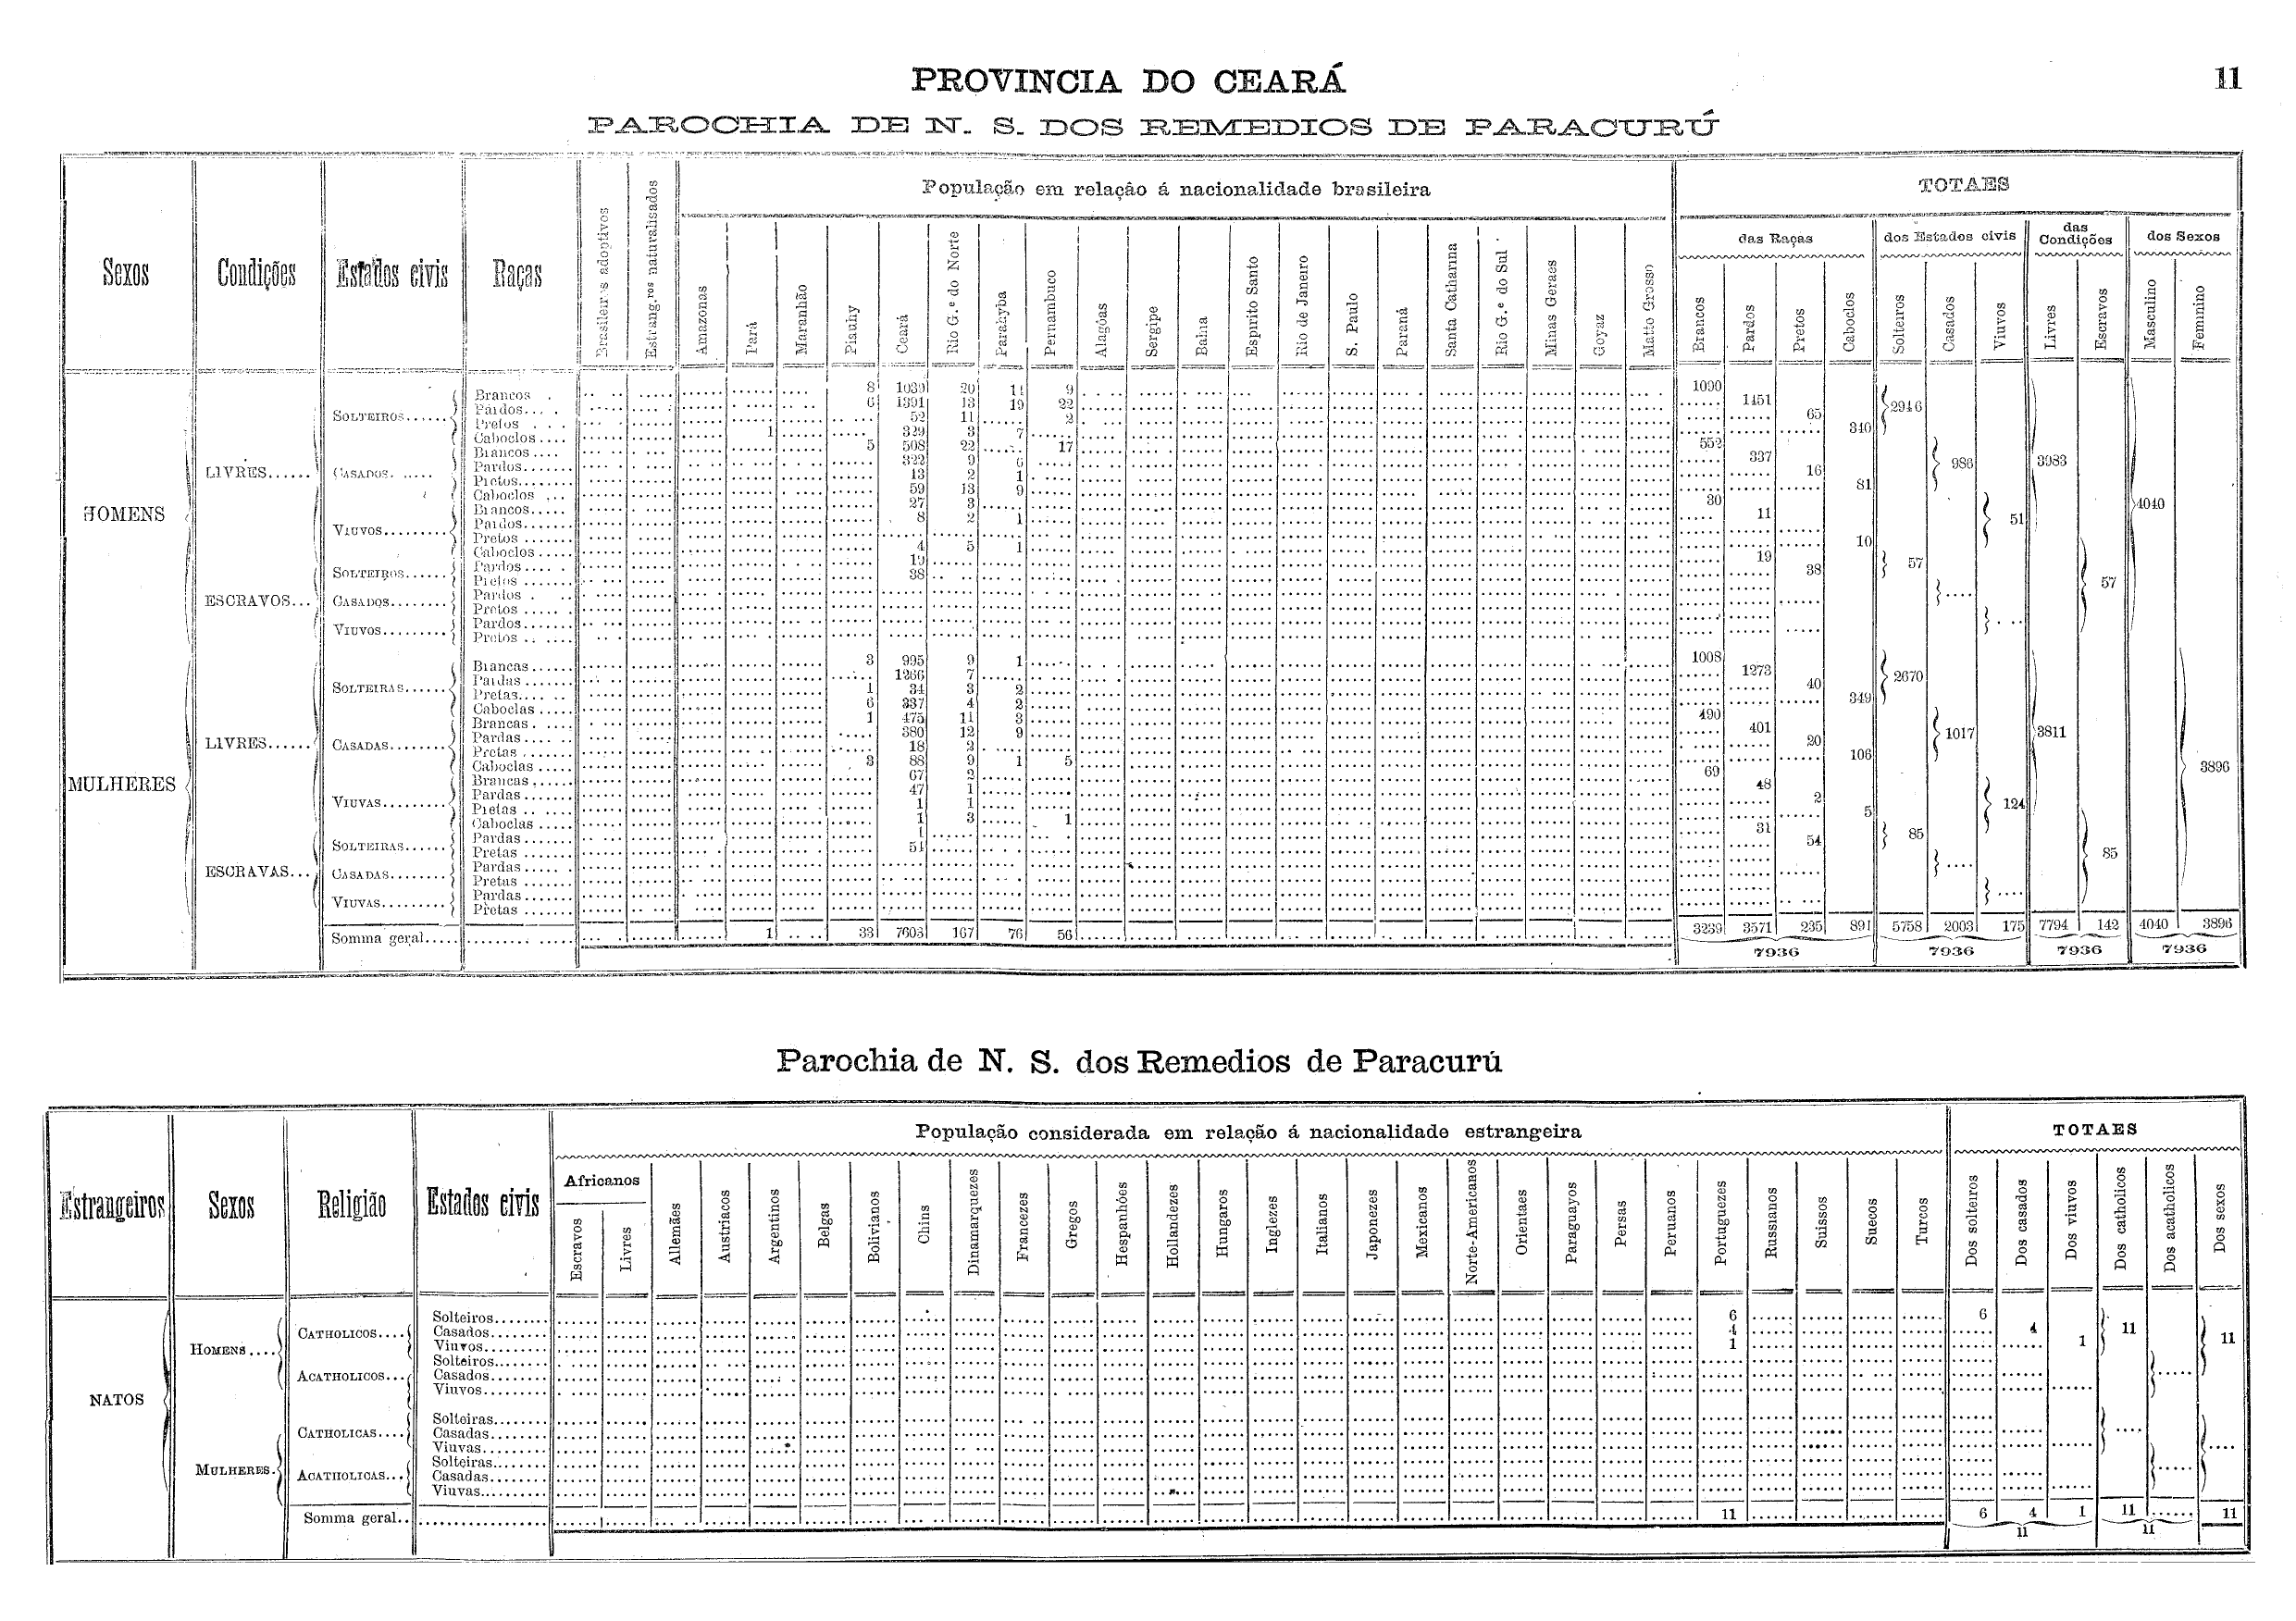 PROVINCIA DO CEARÁ
11
PAROCHIA DE N. S. DOS REMEDIOS DE PARACURÚ
Sexos Condições Estados civis Raças Brasileiros adoptivos Estrang.ros naturalisados População em relação á nacionalidade brasileira TOTAES
das Raças dos Estados civis das Condições dos Sexos
Amazonas Pará Maranhão Piauhy Ceará Rio G.e do Norte Parahyba Pernambuco Alagôas Sergipe Bahia Espirito Santo Rio de Janeiro S. Paulo Paraná Santa Catharina Rio G.e do Sul Minas Geraes Goyaz Matto Grosso Brancos Pardos Pretos Caboclos Solteiros Casados Viuvos Livres Escravos Masculino Feminino
HOMENS LIVRES...... SOLTEIROS...... Brancos . 8 1039 20 11 9 1090 2946 3983 4040
Pardos.... 6 1391 13 19 22 1451
Pretos . . . 52 11 2 65
Caboclos.... 1 329 3 7 340
CASADOS. ..... Brancos.... 5 508 22 17 552 986
Pardos....... 322 9 6 337
Pretos....... 13 2 1 16
Caboclos ... 59 13 9 81
VIUVOS......... Brancos..... 27 3 30 51
Pardos....... 8 2 1 11
Pretos .......
Caboclos ..... 4 5 1 10
ESCRAVOS... SOLTEIROS...... Pardos.... . 19 19 57 57
Pretos ....... 38 38
CASADOS........ Pardos .
Pretos ..... .
VIUVOS......... Pardos.......
Pretos .. ....
MULHERES LIVRES...... SOLTEIRAS...... Brancas...... 3 995 9 1 1008 2670 3811 3896
Pardas ....... 1266 7 1273
Pretas.... .. 1 34 3 2 40
Caboclas ..... 6 337 4 2 349
CASADAS........ Brancas. .... 1 475 11 3 490 1017
Pardas.... .. 380 12 9 401
Pretas ....... 18 2 20
Caboclas ..... 3 88 9 1 5 106
VIUVAS......... Brancas...... 67 2 69 124
Pardas ....... 47 1 48
Pretas .. .... 1 1 2
Caboclas ..... 1 3 1 5
ESCRAVAS... SOLTEIRAS...... Pardas ....... 31 85 85
Pretas ....... 54
CASADAS........ Pardas..... .
Pretas .......
VIUVAS......... Pardas .......
Pretas .......
Somma geral..... 1 33 7603 167 76 56 3239 3571 235 891 5758 2003 175 7794 142 4040 3896
7936 7936 7936 7936
Parochia de N. S. dos Remedios de Paracurú
Estrangeiros Sexos Religião Estados civis População considerada em relação á nacionalidade estrangeira TOTAES
Africanos
Escravos Livres Allemães Austriacos Argentinos Belgas Bolivianos Chins Dinamarquezes Francezes Gregos Hespanhóes Hollandezes Hungaros Inglezes Italianos Japonezes Mexicanos Norte-Americanos Orientaes Paraguayos Persas Peruanos Portuguezes Russianos Suissos Suecos Turcos Dos solteiros Dos casados Dos viuvos Dos catholicos Dos acatholicos Dos sexos
NATOS HOMENS.... CATHOLICOS.... Solteiros........ 6 6 11 11
Casados........ 4 4
Viuvos......... 1 1
ACATHOLICOS... Solteiros........
Casados........
Viuvos.........
MULHERES. CATHOLICAS.... Solteiras........
Casadas........
Viuvas.........
ACATHOLICAS... Solteiras........
Casadas........
Viuvas.........
Somma geral.. 11 6 4 1 11 11
11 11